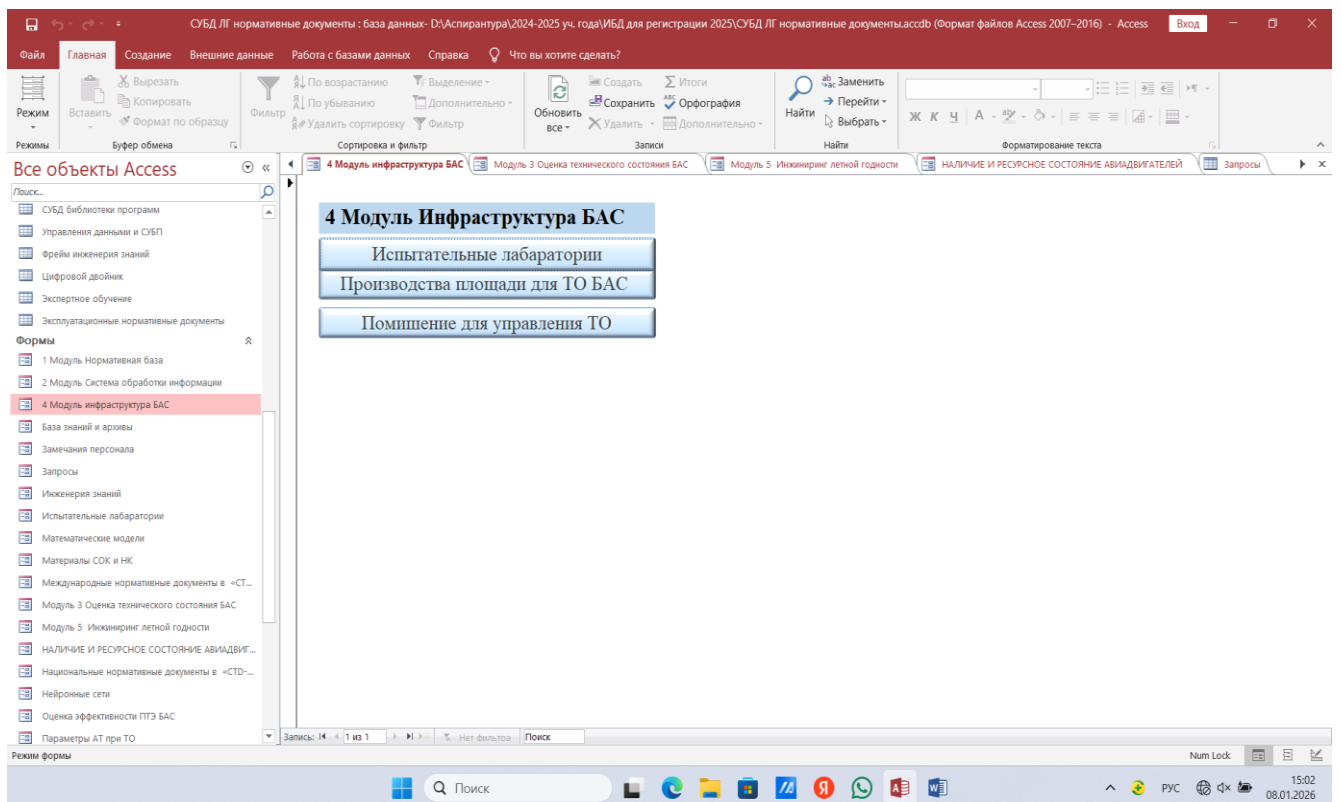 СУБД ЛГ нормативные документы : база данных- D:\Аспирантура\2024-2025 уч. года\ИБД для регистрации 2025\СУБД ЛГ нормативные документы.accdb (Формат файлов Access 2007–2016) - Access Вход
Файл Главная Создание Внешние данные Работа с базами данных Справка Что вы хотите сделать?
Режим
Вставить
Вырезать
Копировать
Формат по образцу
Фильтр
По возрастанию
По убыванию
Удалить сортировку
Выделение
Дополнительно
Фильтр
Обновить все
Создать
Сохранить
Удалить
Итоги
Орфография
Дополнительно
Найти
Заменить
Перейти
Выбрать
Ж К Ч А
Режимы Буфер обмена Сортировка и фильтр Записи Найти Форматирование текста
Все объекты Access
Поиск...
СУБД библиотеки программ
Управления данными и СУБП
Фрейм инженерия знаний
Цифровой двойник
Экспертное обучение
Эксплуатационные нормативные документы
Формы
1 Модуль Нормативная база
2 Модуль Система обработки информации
4 Модуль инфраструктура БАС
База знаний и архивы
Замечания персонала
Запросы
Инженерия знаний
Испытательные лабаратории
Математические модели
Материалы СОК и НК
Международные нормативные документы в «СТ...
Модуль 3 Оценка технического состояния БАС
Модуль 5 Инжиниринг летной годности
НАЛИЧИЕ И РЕСУРСНОЕ СОСТОЯНИЕ АВИАДВИГ...
Национальные нормативные документы в «CTD-...
Нейронные сети
Оценка эффективности ПТЭ БАС
Параметры АТ при ТО
4 Модуль инфраструктура БАС Модуль 3 Оценка технического состояния БАС Модуль 5 Инжиниринг летной годности НАЛИЧИЕ И РЕСУРСНОЕ СОСТОЯНИЕ АВИАДВИГАТЕЛЕЙ Запросы
4 Модуль Инфраструктура БАС
Испытательные лабаратории
Производства площади для ТО БАС
Помишение для управления ТО
Запись: 1 из 1 Нет фильтра Поиск
Режим формы Num Lock
Поиск
РУС
15:02
08.01.2026